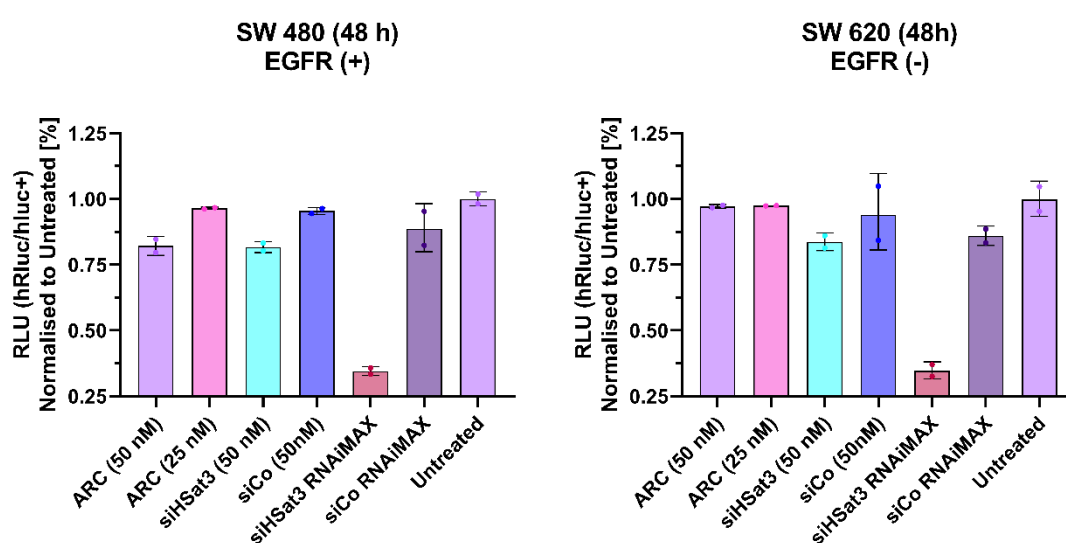 SW 480 (48 h)
EGFR (+)
RLU (hRluc/hluc+)
Normalised to Untreated [%]
1.25
1.00
0.75
0.50
0.25
ARC (50 nM)
ARC (25 nM)
siHSat3 (50 nM)
siCo (50nM)
siHSat3 RNAiMAX
siCo RNAiMAX
Untreated
SW 620 (48h)
EGFR (-)
RLU (hRluc/hluc+)
Normalised to Untreated [%]
1.25
1.00
0.75
0.50
0.25
ARC (50 nM)
ARC (25 nM)
siHSat3 (50 nM)
siCo (50nM)
siHSat3 RNAiMAX
siCo RNAiMAX
Untreated